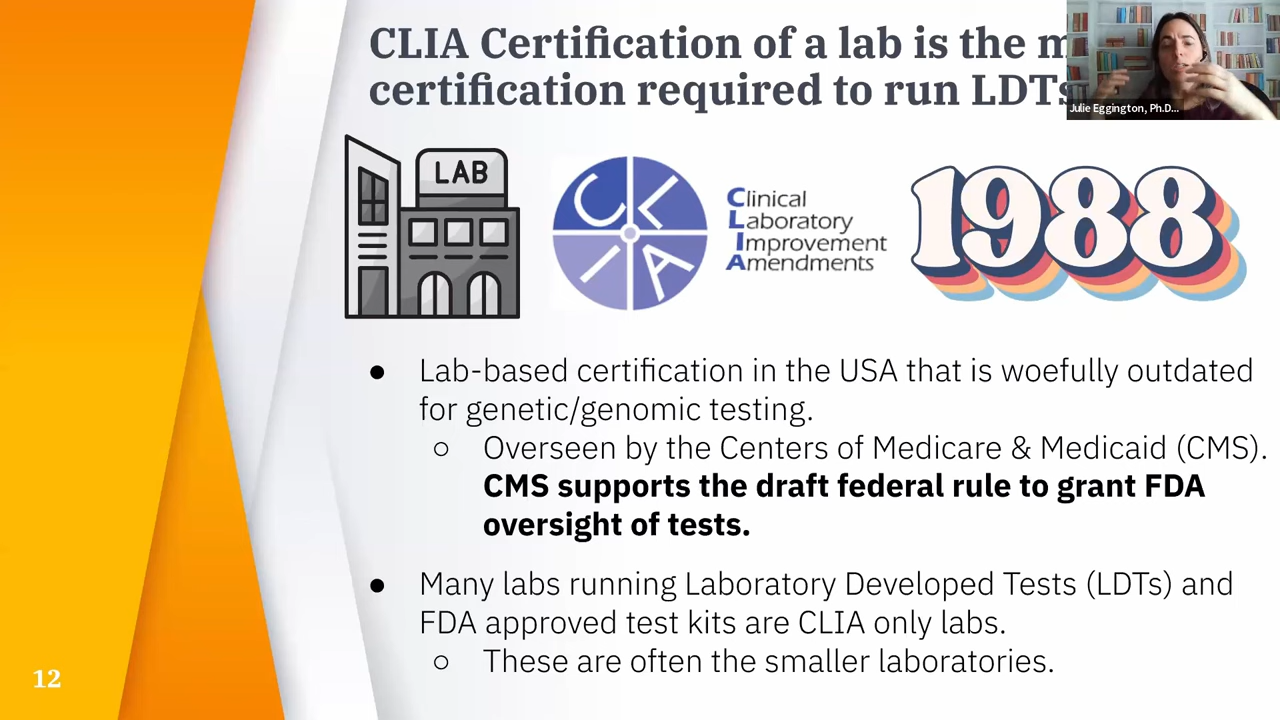 CLIA Certification of a lab is the
certification required to run LDTs
Julie Eggington, Ph.D...
LAB
CLIA
Clinical
Laboratory
Improvement
Amendments
1988
● Lab-based certification in the USA that is woefully outdated
for genetic/genomic testing.
○ Overseen by the Centers of Medicare & Medicaid (CMS).
CMS supports the draft federal rule to grant FDA
oversight of tests.
● Many labs running Laboratory Developed Tests (LDTs) and
FDA approved test kits are CLIA only labs.
○ These are often the smaller laboratories.
12